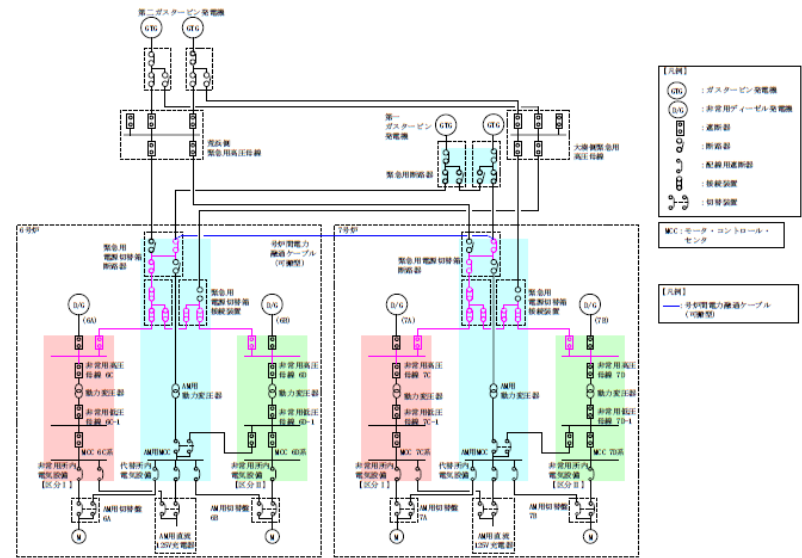 第二ガスタービン発電機
GTG
GTG
荒浜側
緊急用高圧母線
第一
ガスタービン
発電機
GTG
GTG
緊急用断路器
大湊側緊急用
高圧母線
【凡例】
GTG
：ガスタービン発電機
D/G
：非常用ディーゼル発電機
：遮断器
：断路器
：配線用遮断器
：接続装置
：切替装置
MCC：モータ・コントロール・
センタ
【凡例】
：号炉間電力融通ケーブル
(可搬型)
6号炉
緊急用
電源切替箱
断路器
号炉間電力
融通ケーブル
(可搬型)
緊急用
電源切替箱
接続装置
D/G
(6A)
D/G
(6B)
非常用高圧
母線 6C
動力変圧器
非常用低圧
母線 6C-1
MCC 6C系
AM用
動力変圧器
AM用MCC
非常用高圧
母線 6D
動力変圧器
非常用低圧
母線 6D-1
MCC 6D系
非常用所内
電気設備
【区分Ⅰ】
代替所内
電気設備
非常用所内
電気設備
【区分Ⅱ】
AM用切替盤
6A
AM用切替盤
6B
M
AM用直流
125V充電器
M
7号炉
緊急用
電源切替箱
断路器
緊急用
電源切替箱
接続装置
D/G
(7A)
D/G
(7B)
非常用高圧
母線 7C
動力変圧器
非常用低圧
母線 7C-1
MCC 7C系
AM用
動力変圧器
AM用MCC
非常用高圧
母線 7D
動力変圧器
非常用低圧
母線 7D-1
MCC 7D系
非常用所内
電気設備
【区分Ⅰ】
代替所内
電気設備
非常用所内
電気設備
【区分Ⅱ】
AM用切替盤
7A
AM用切替盤
7B
M
AM用直流
125V充電器
M